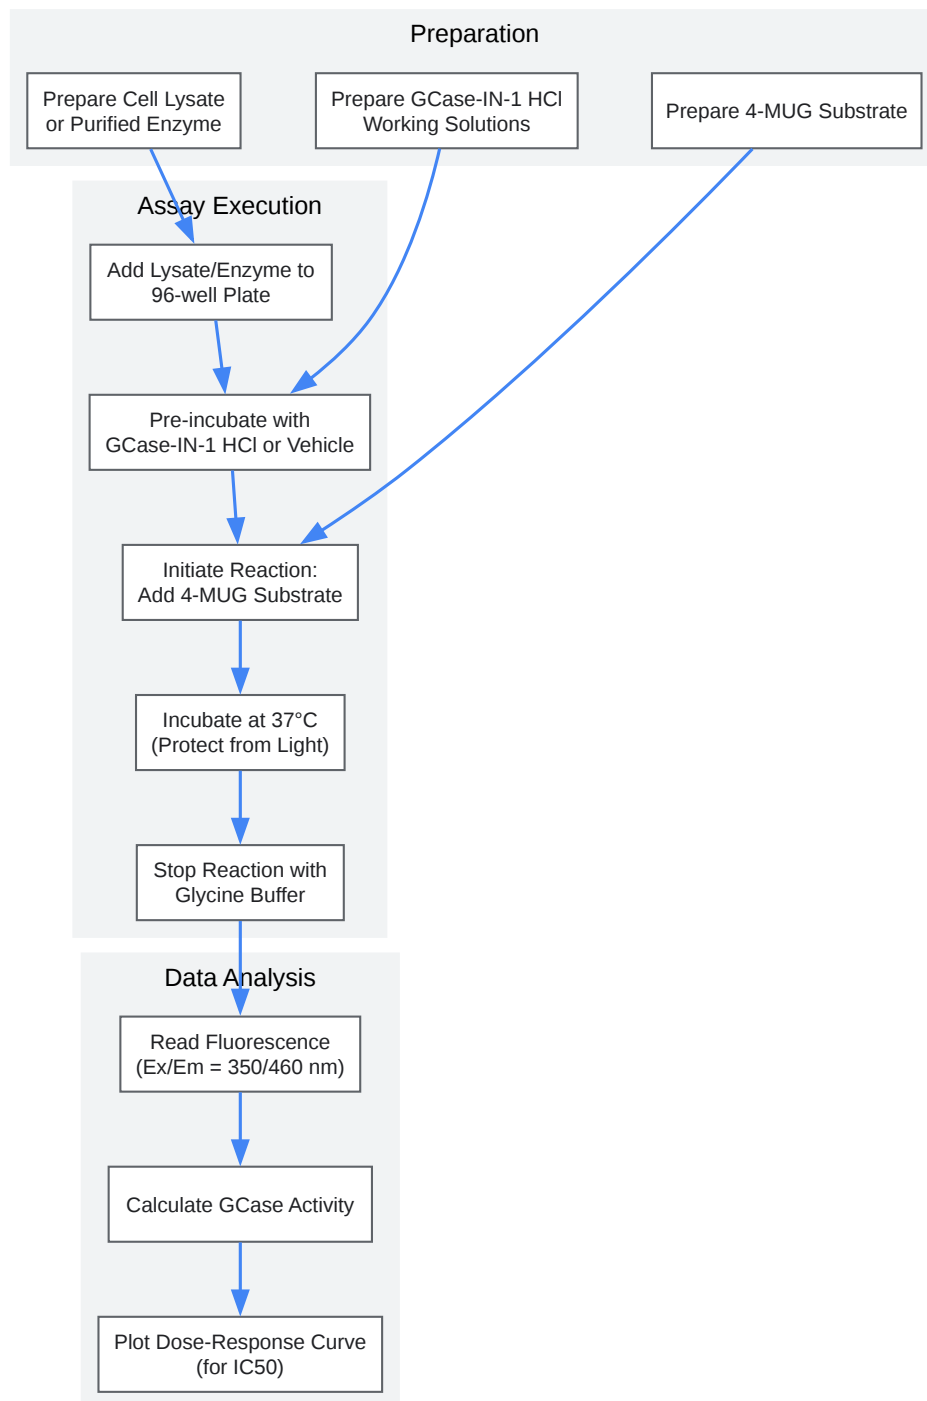 Preparation
Prepare Cell Lysate
or Purified Enzyme
Prepare GCase-IN-1 HCl
Working Solutions
Prepare 4-MUG Substrate
Assay Execution
Add Lysate/Enzyme to
96-well Plate
Pre-incubate with
GCase-IN-1 HCl or Vehicle
Initiate Reaction:
Add 4-MUG Substrate
Incubate at 37°C
(Protect from Light)
Stop Reaction with
Glycine Buffer
Data Analysis
Read Fluorescence
(Ex/Em = 350/460 nm)
Calculate GCase Activity
Plot Dose-Response Curve
(for IC50)